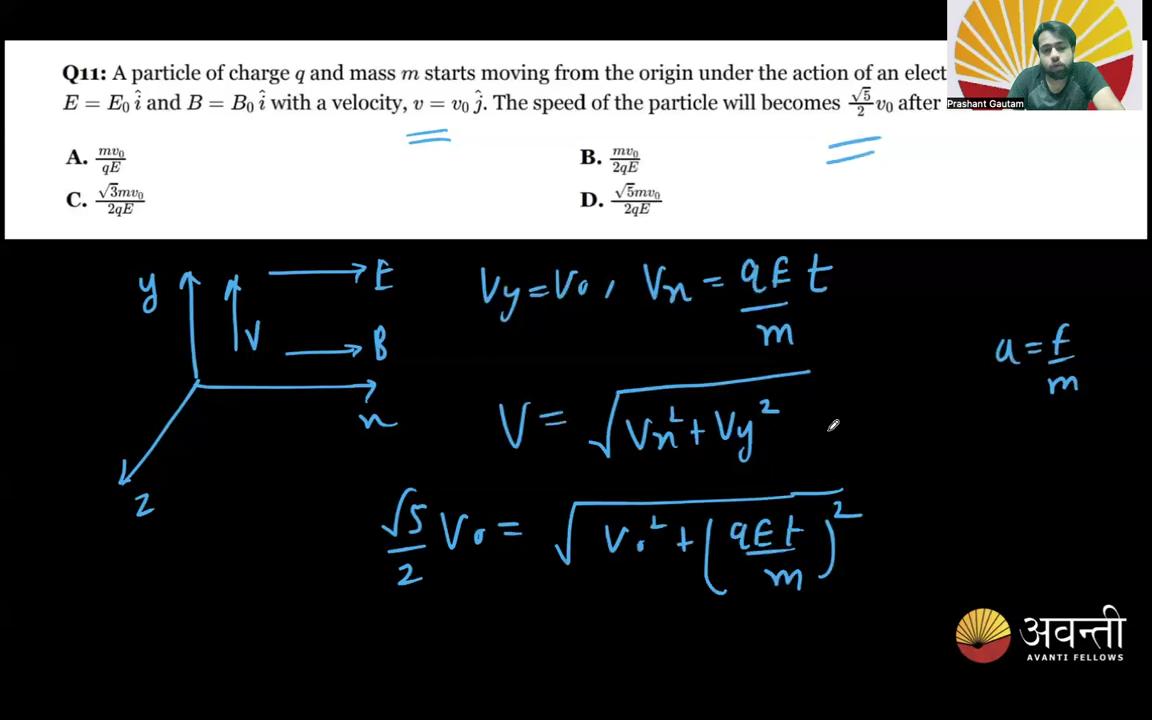 Q11: A particle of charge q and mass m starts moving from the origin under the action of an elect
E = E₀ î and B = B₀ î with a velocity, v = v₀ ĵ. The speed of the particle will becomes √5/2 v₀ after
Prashant Gautam
A. mv₀/qE
B. mv₀/2qE
C. √3mv₀/2qE
D. √5mv₀/2qE
y V E
B
x
z
Vy = V₀, Vx = qE/m t
a = F/m
V = √(Vx² + Vy²)
√5/2 V₀ = √(V₀² + (qEt/m)²)
अवन्ती
AVANTI FELLOWS